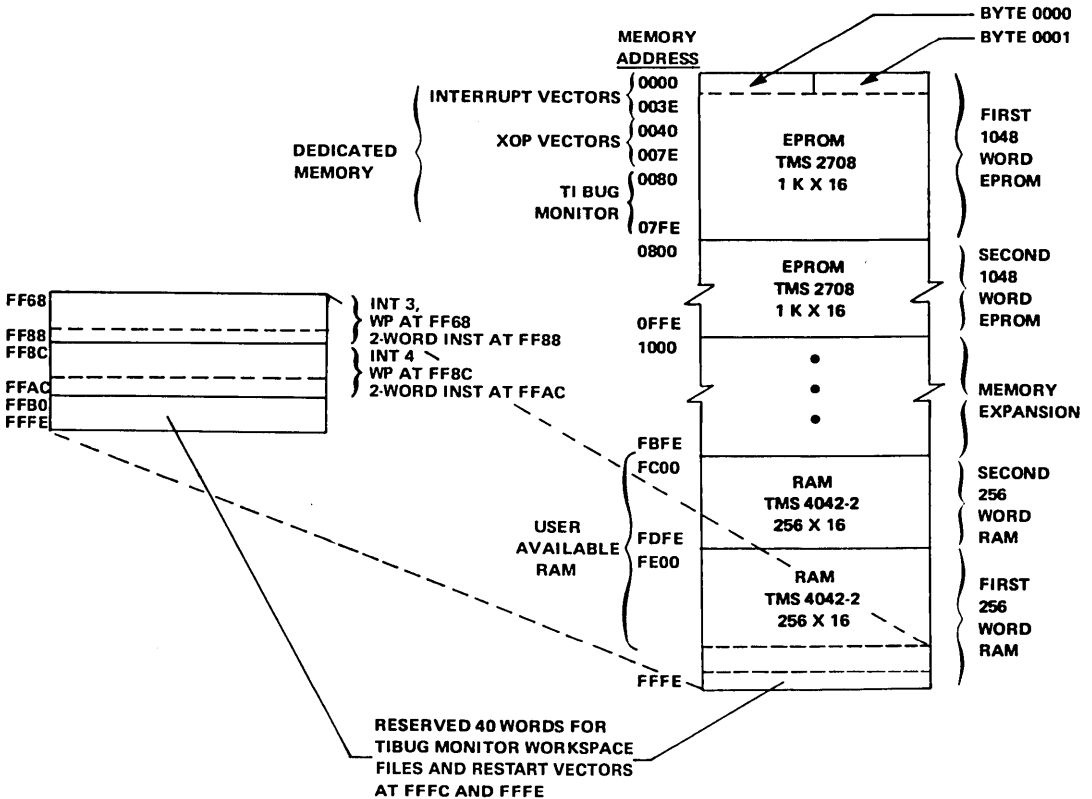 BYTE 0000
BYTE 0001
MEMORY
ADDRESS
0000
INTERRUPT VECTORS
003E
0040
XOP VECTORS
007E
DEDICATED
MEMORY
0080
TI BUG
MONITOR
07FE
EPROM
TMS 2708
1 K X 16
FIRST
1048
WORD
EPROM
0800
EPROM
TMS 2708
1 K X 16
0FFE
SECOND
1048
WORD
EPROM
1000
MEMORY
EXPANSION
FBFE
FF68
FF88
FF8C
FFAC
FFB0
FFFE
INT 3,
WP AT FF68
2-WORD INST AT FF88
INT 4
WP AT FF8C
2-WORD INST AT FFAC
FC00
RAM
TMS 4042-2
256 X 16
SECOND
256
WORD
RAM
FDFE
USER
AVAILABLE
RAM
FE00
RAM
TMS 4042-2
256 X 16
FIRST
256
WORD
RAM
FFFE
RESERVED 40 WORDS FOR
TIBUG MONITOR WORKSPACE
FILES AND RESTART VECTORS
AT FFFC AND FFFE